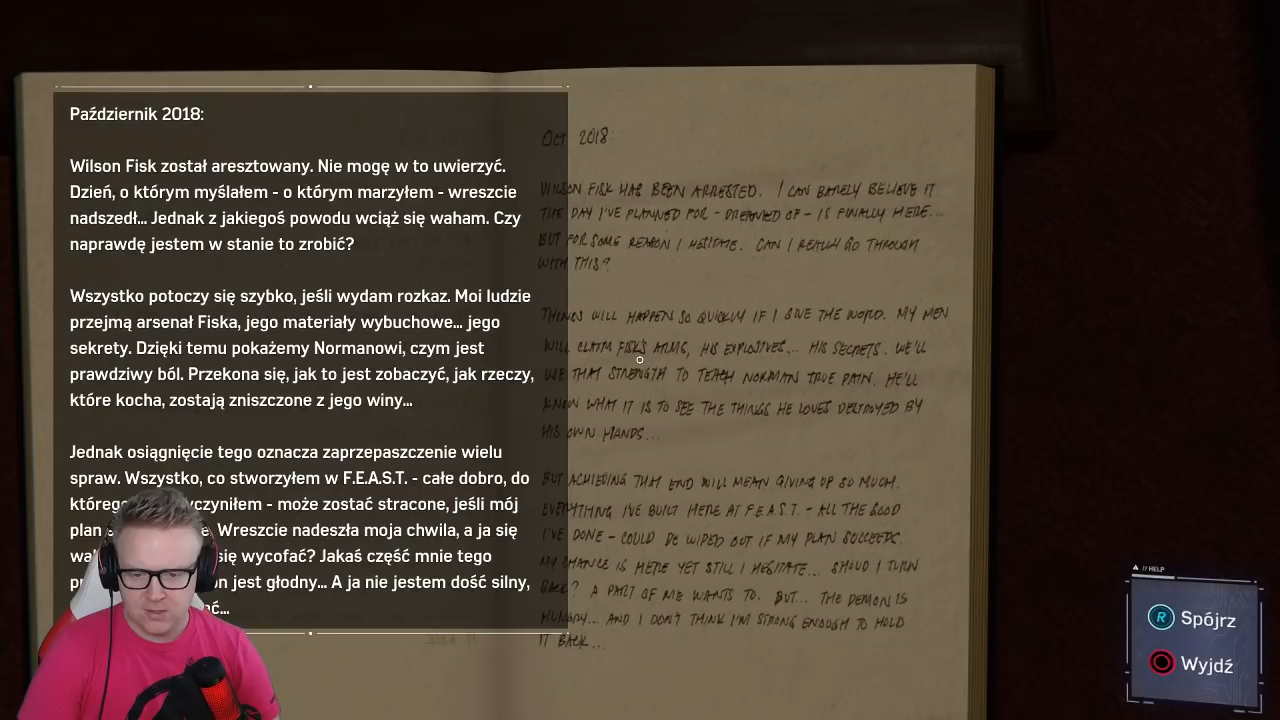 Październik 2018:
Wilson Fisk został aresztowany. Nie mogę w to uwierzyć.
Dzień, o którym myślałem - o którym marzyłem - wreszcie
nadszedł... Jednak z jakiegoś powodu wciąż się waham. Czy
naprawdę jestem w stanie to zrobić?
Wszystko potoczy się szybko, jeśli wydam rozkaz. Moi ludzie
przejmą arsenał Fiska, jego materiały wybuchowe... jego
sekrety. Dzięki temu pokażemy Normanowi, czym jest
prawdziwy ból. Przekona się, jak to jest zobaczyć, jak rzeczy,
które kocha, zostają zniszczone z jego winy...
Jednak osiągnięcie tego oznacza zaprzepaszczenie wielu
spraw. Wszystko, co stworzyłem w F.E.A.S.T. - całe dobro, do
może zostać stracone, jeśli mój
plan Wreszcie nadeszła moja chwila, a ja się
się wycofać? Jakaś część mnie tego
jest głodny... A ja nie jestem dość silny,
OCT 2018
WILSON FISK HAS BEEN ARRESTED. I CAN BARELY BELIEVE IT
THE DAY I'VE PLANNED FOR - DREAMED OF - IS FINALLY HERE...
BUT FOR SOME REASON I HESITATE. CAN I REALLY GO THROUGH
WITH THIS?
THINGS WILL HAPPEN SO QUICKLY IF I GIVE THE WORD. MY MEN
WILL CLAIM FISK'S ARMS, HIS EXPLOSIVES... HIS SECRETS. WE'LL
USE THAT STRENGTH TO TEACH NORMAN TRUE PAIN. HE'LL
KNOW WHAT IT IS TO SEE THE THINGS HE LOVES DESTROYED BY
HIS OWN HANDS...
BUT ACHIEVING THAT END WILL MEAN GIVING UP SO MUCH.
EVERYTHING I'VE BUILT HERE AT F.E.A.S.T. - ALL THE GOOD
I'VE DONE - COULD BE WIPED OUT IF MY PLAN SUCCEEDS.
MY CHANCE IS HERE YET STILL I HESITATE... SHOULD I TURN
BACK? A PART OF ME WANTS TO. BUT... THE DEMON IS
HUNGRY... AND I DON'T THINK I'M STRONG ENOUGH TO HOLD
IT BACK...
// HELP
R Spójrz
Wyjdź